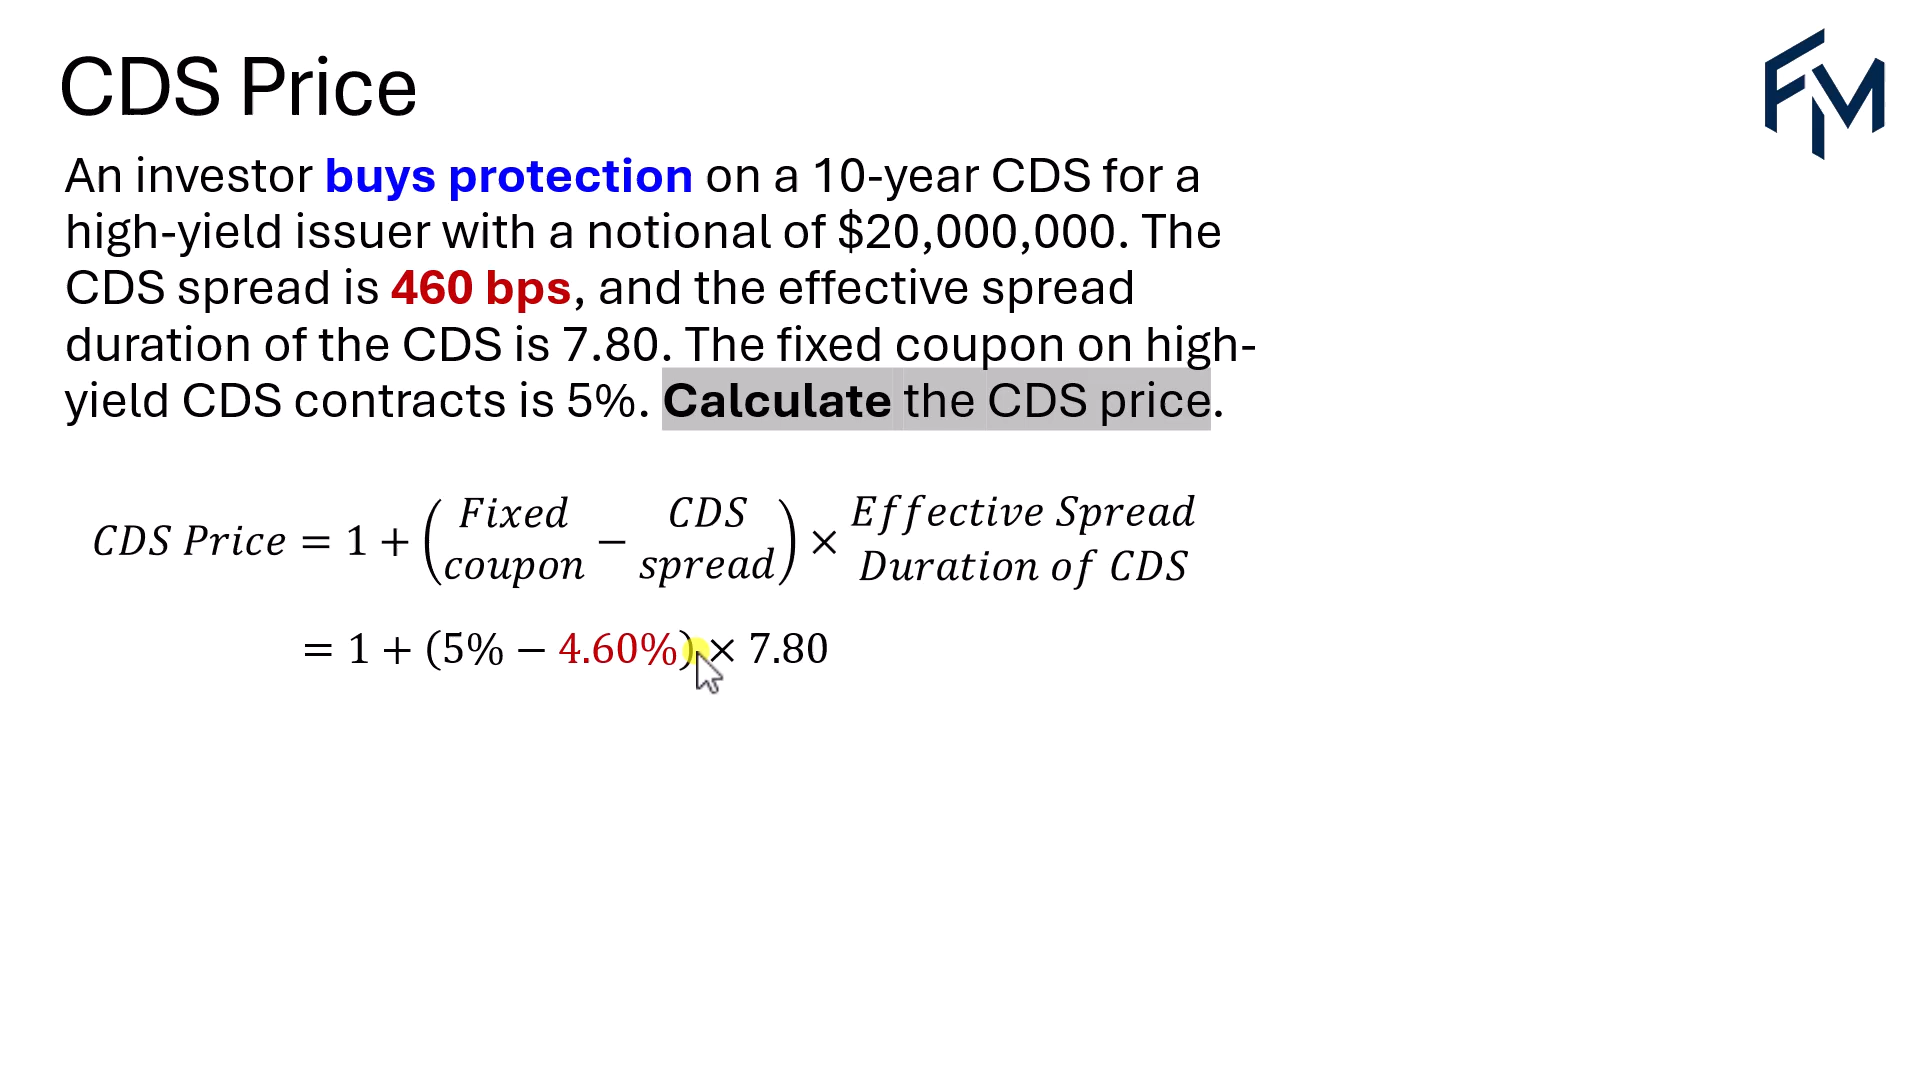 CDS Price
FM
An investor buys protection on a 10-year CDS for a
high-yield issuer with a notional of $20,000,000. The
CDS spread is 460 bps, and the effective spread
duration of the CDS is 7.80. The fixed coupon on high-
yield CDS contracts is 5%. Calculate the CDS price.
CDS Price = 1 + (Fixed coupon − CDS spread) × Effective Spread Duration of CDS
= 1 + (5% − 4.60%) × 7.80